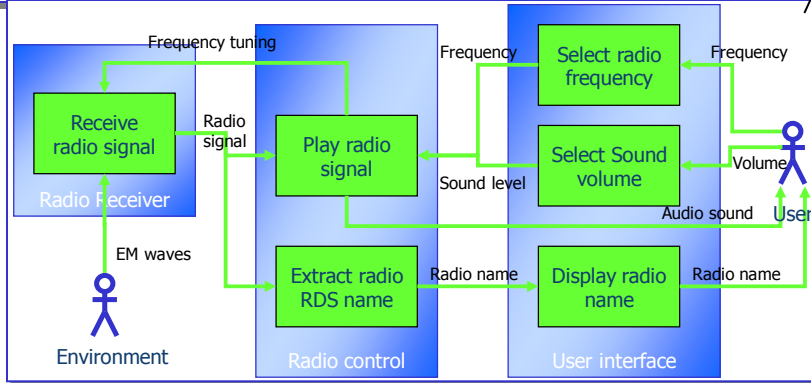 Frequency tuning
Frequency
Select radio
frequency
Frequency
Receive
radio signal
Radio
signal
Play radio
signal
Select Sound
volume
Volume
Radio Receiver
Sound level
Audio sound
User
EM waves
Extract radio
RDS name
Radio name
Display radio
name
Radio name
Environment
Radio control
User interface